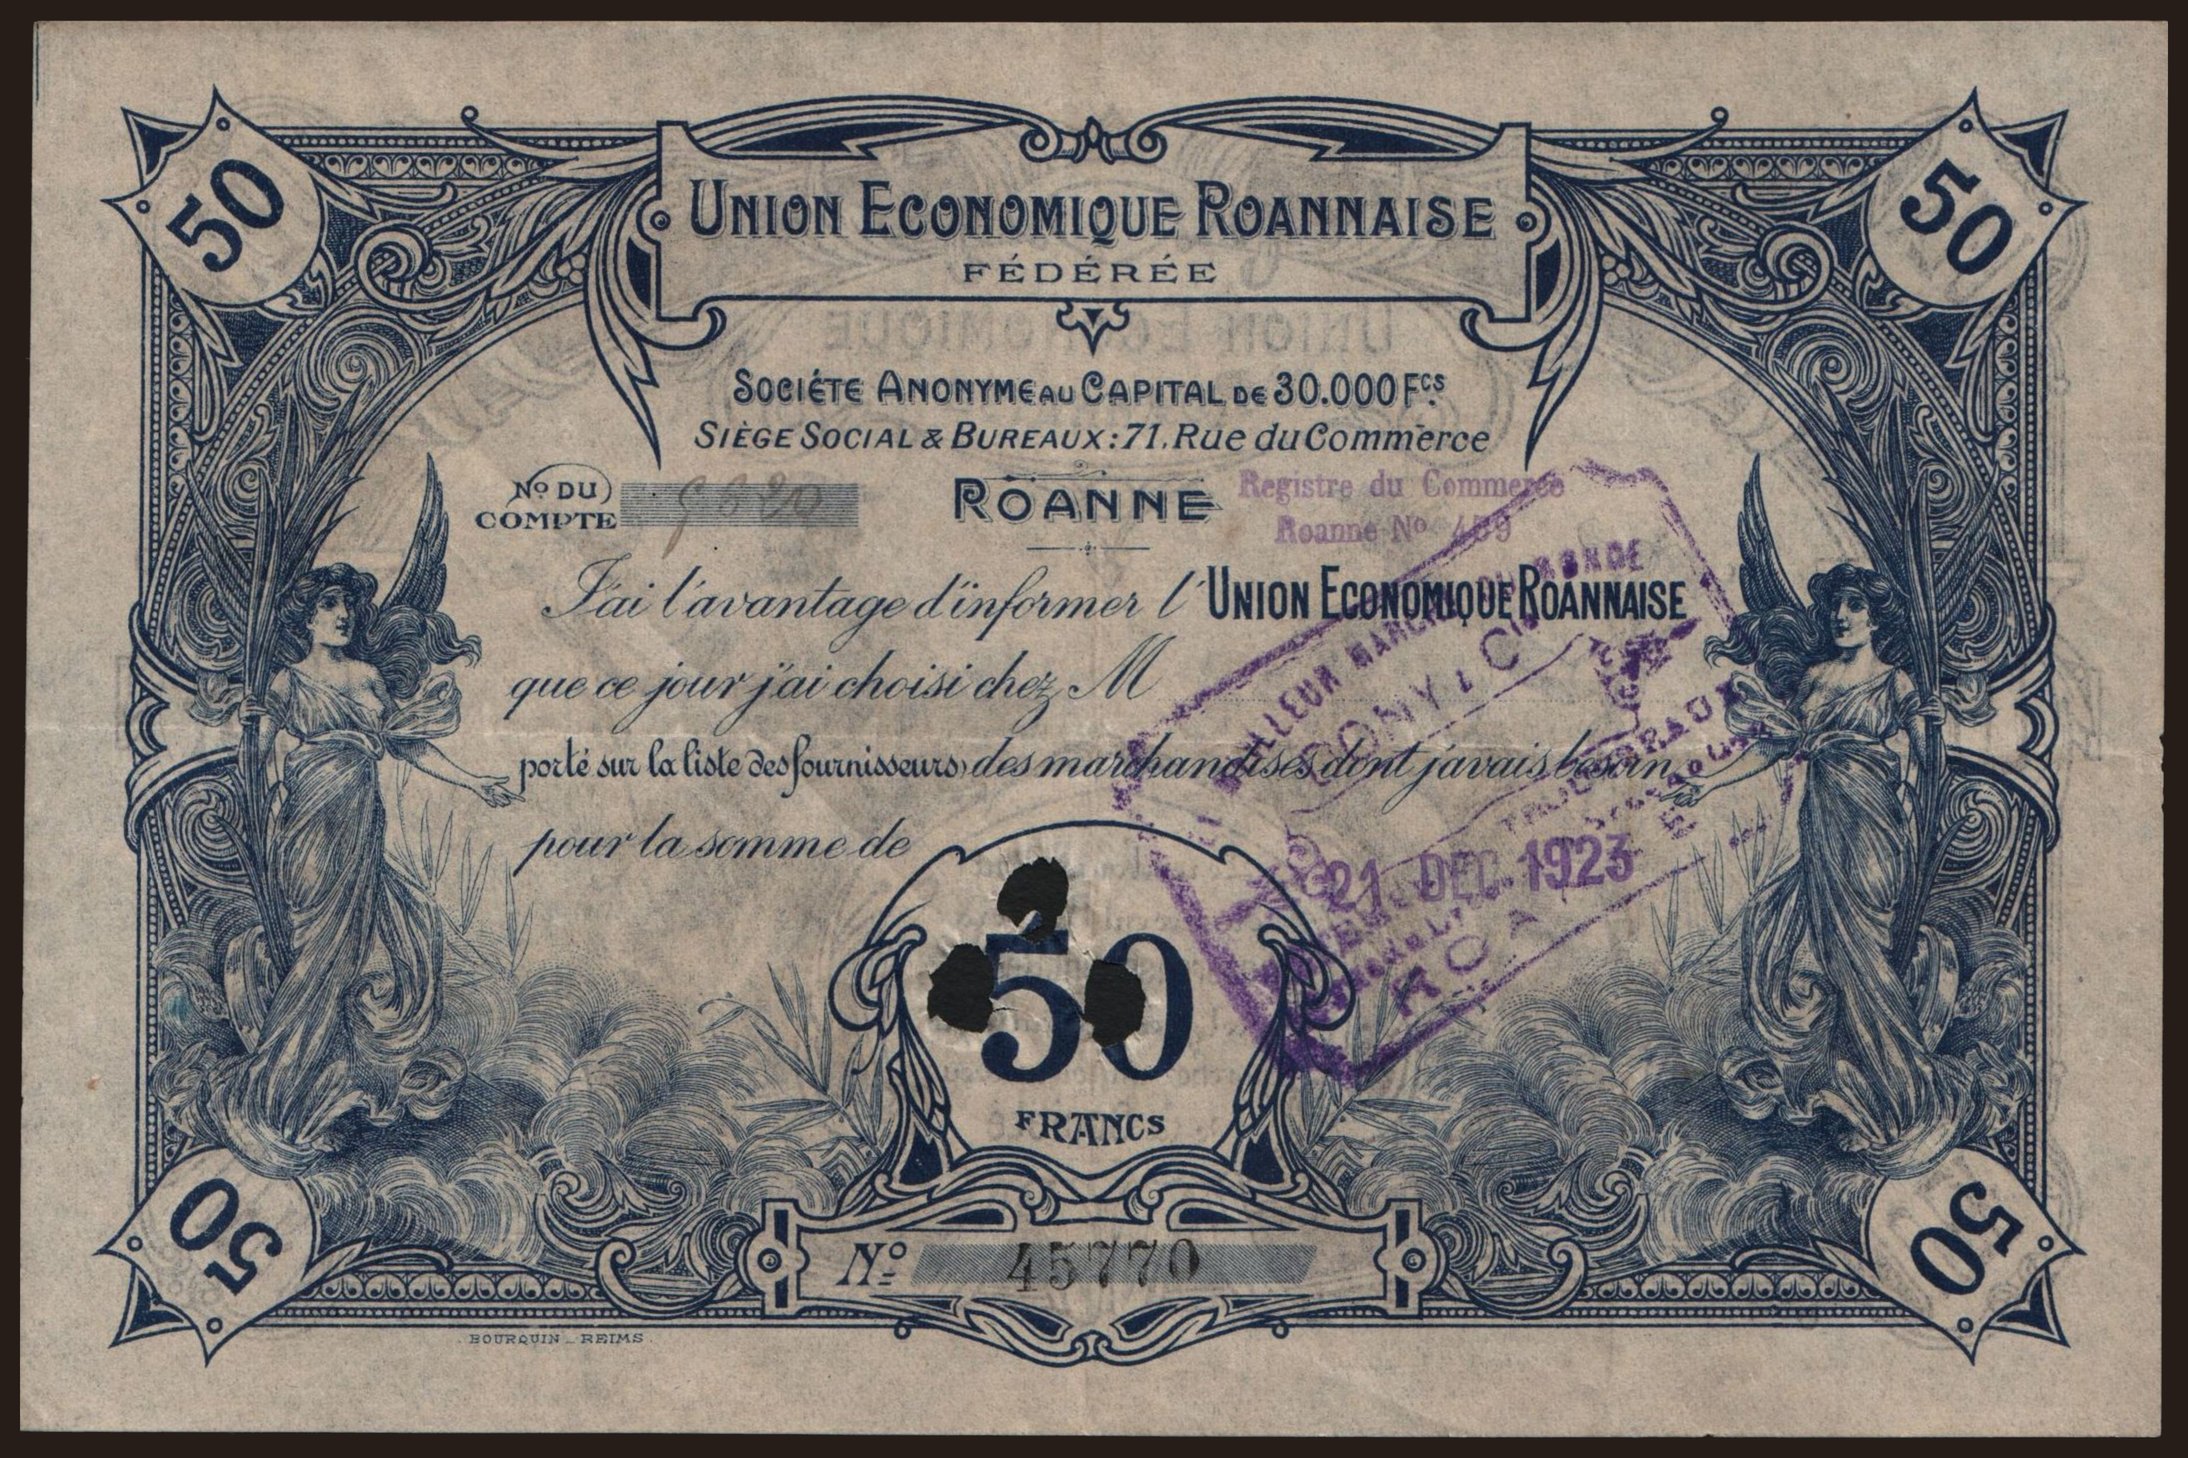 50
50
UNION ECONOMIQUE ROANNAISE
FÉDÉRÉE
SOCIÉTE ANONYME AU CAPITAL DE 30.000 FCS.
SIÈGE SOCIAL & BUREAUX: 71, Rue du Commerce
No DU COMPTE
ROANNE
Registre du Commerce
Roanne No 459
J'ai l'avantage d'informer l'UNION ECONOMIQUE ROANNAISE
que ce jour j'ai choisi chez M
porté sur la liste des fournisseurs, des marchandises dont j'avais besoin
pour la somme de
21 DEC 1923
50
FRANCS
50
50
No 45770
BOURQUIN _ REIMS.